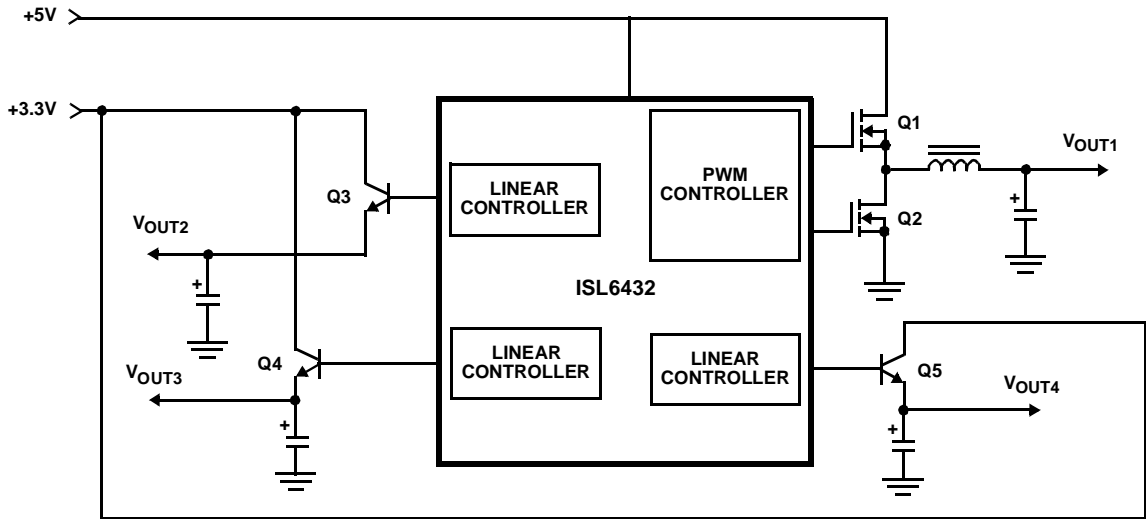 +5V
+3.3V
Q1
VOUT1
PWM
CONTROLLER
LINEAR
CONTROLLER
Q3
+
Q2
VOUT2
+
ISL6432
LINEAR
CONTROLLER
LINEAR
CONTROLLER
Q4
Q5
VOUT3
VOUT4
+
+